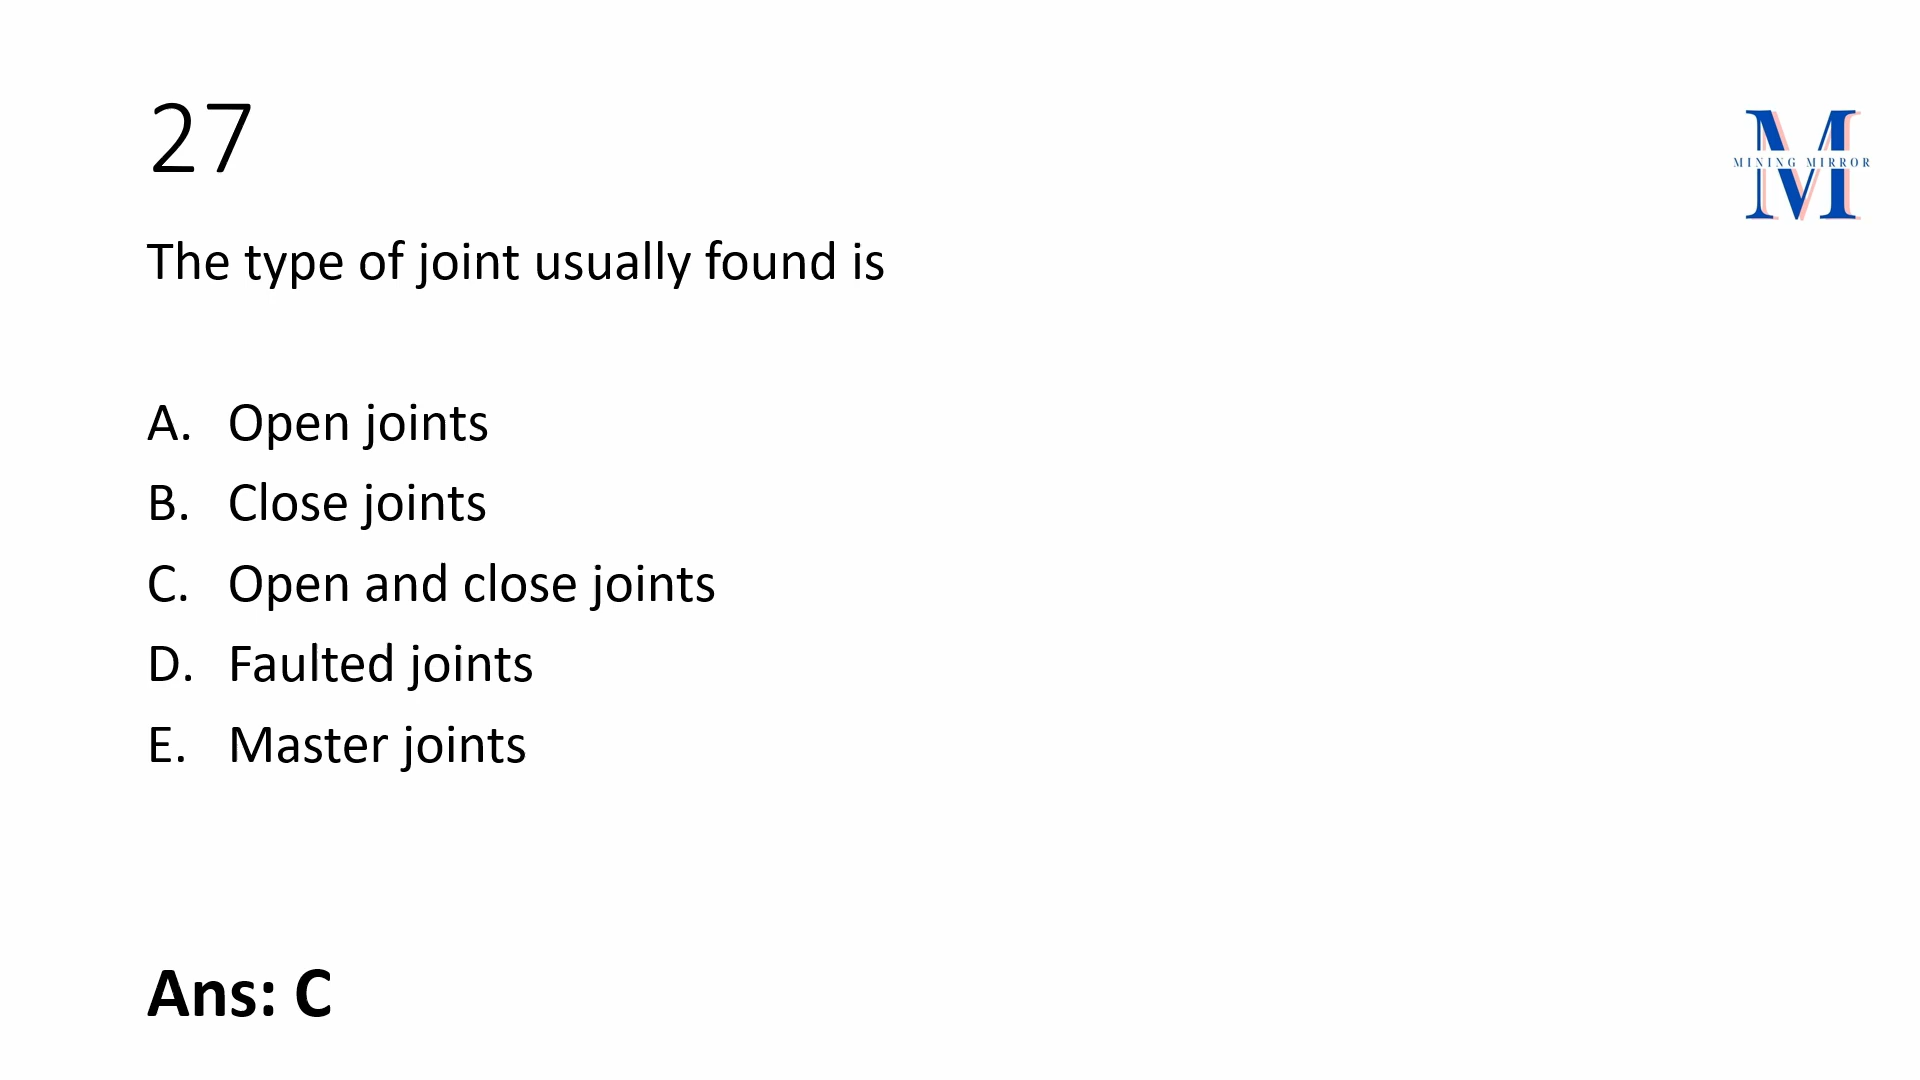 27
MINING MIRROR
The type of joint usually found is
A. Open joints
B. Close joints
C. Open and close joints
D. Faulted joints
E. Master joints
Ans: C